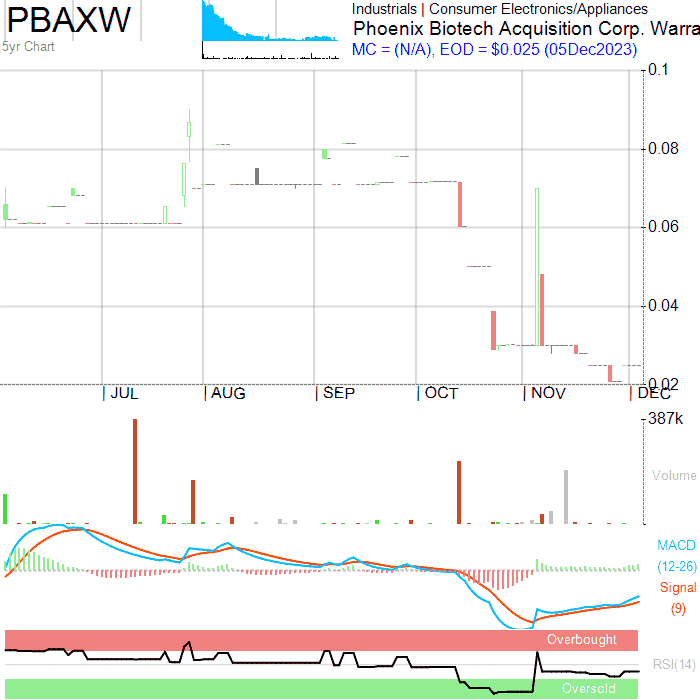 PBAXW
5yr Chart
Industrials | Consumer Electronics/Appliances
Phoenix Biotech Acquisition Corp. Warra
MC = (N/A), EOD = $0.025 (05Dec2023)
0.1
0.08
0.06
0.04
0.02
JUL AUG SEP OCT NOV DEC
387k
Volume
MACD
(12-26)
Signal
(9)
Overbought
RSI(14)
Oversold